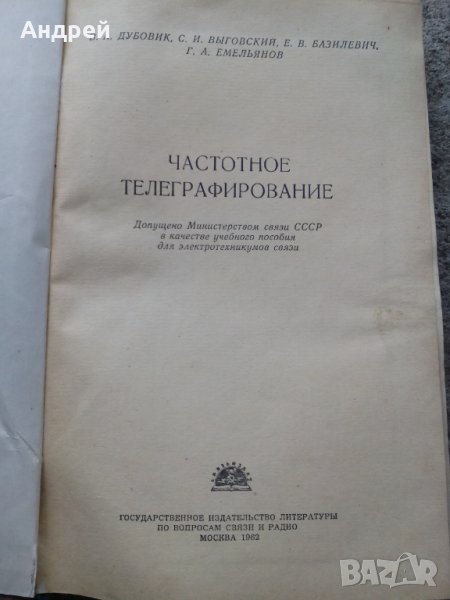 Андрей
ДУБОВИК, С. И. ВЫГОВСКИЙ, Е. В. БАЗИЛЕВИЧ,
Г. А. ЕМЕЛЬЯНОВ
ЧАСТОТНОЕ
ТЕЛЕГРАФИРОВАНИЕ
Допущено Министерством связи СССР
в качестве учебного пособия
для электротехникумов связи
ГОСУДАРСТВЕННОЕ ИЗДАТЕЛЬСТВО ЛИТЕРАТУРЫ
ПО ВОПРОСАМ СВЯЗИ И РАДИО
МОСКВА 1962
BAZAR